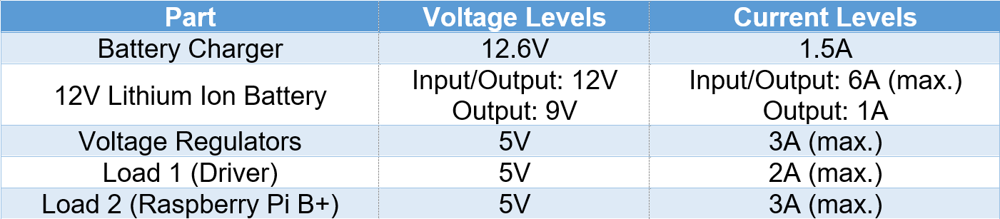 Part Voltage Levels Current Levels
Battery Charger 12.6V 1.5A
12V Lithium Ion Battery Input/Output: 12V Input/Output: 6A (max.)
Output: 9V Output: 1A
Voltage Regulators 5V 3A (max.)
Load 1 (Driver) 5V 2A (max.)
Load 2 (Raspberry Pi B+) 5V 3A (max.)